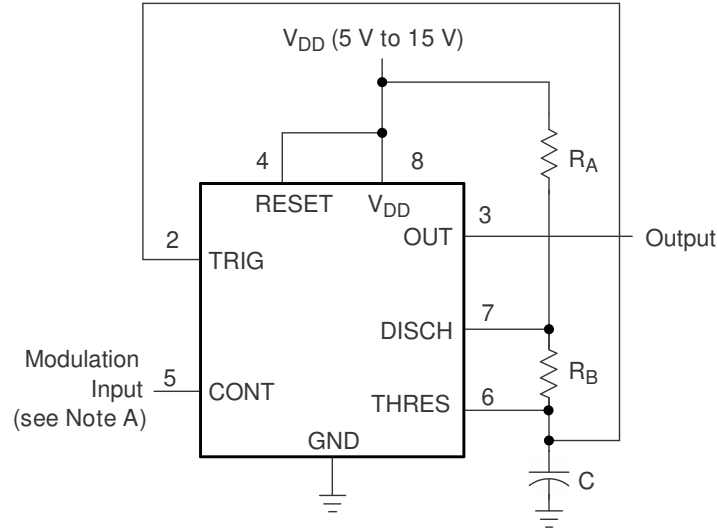 V_DD (5 V to 15 V)
4
8
R_A
RESET
V_DD
3
2
OUT
Output
TRIG
7
DISCH
Modulation
Input
(see Note A)
5
CONT
R_B
6
THRES
GND
C